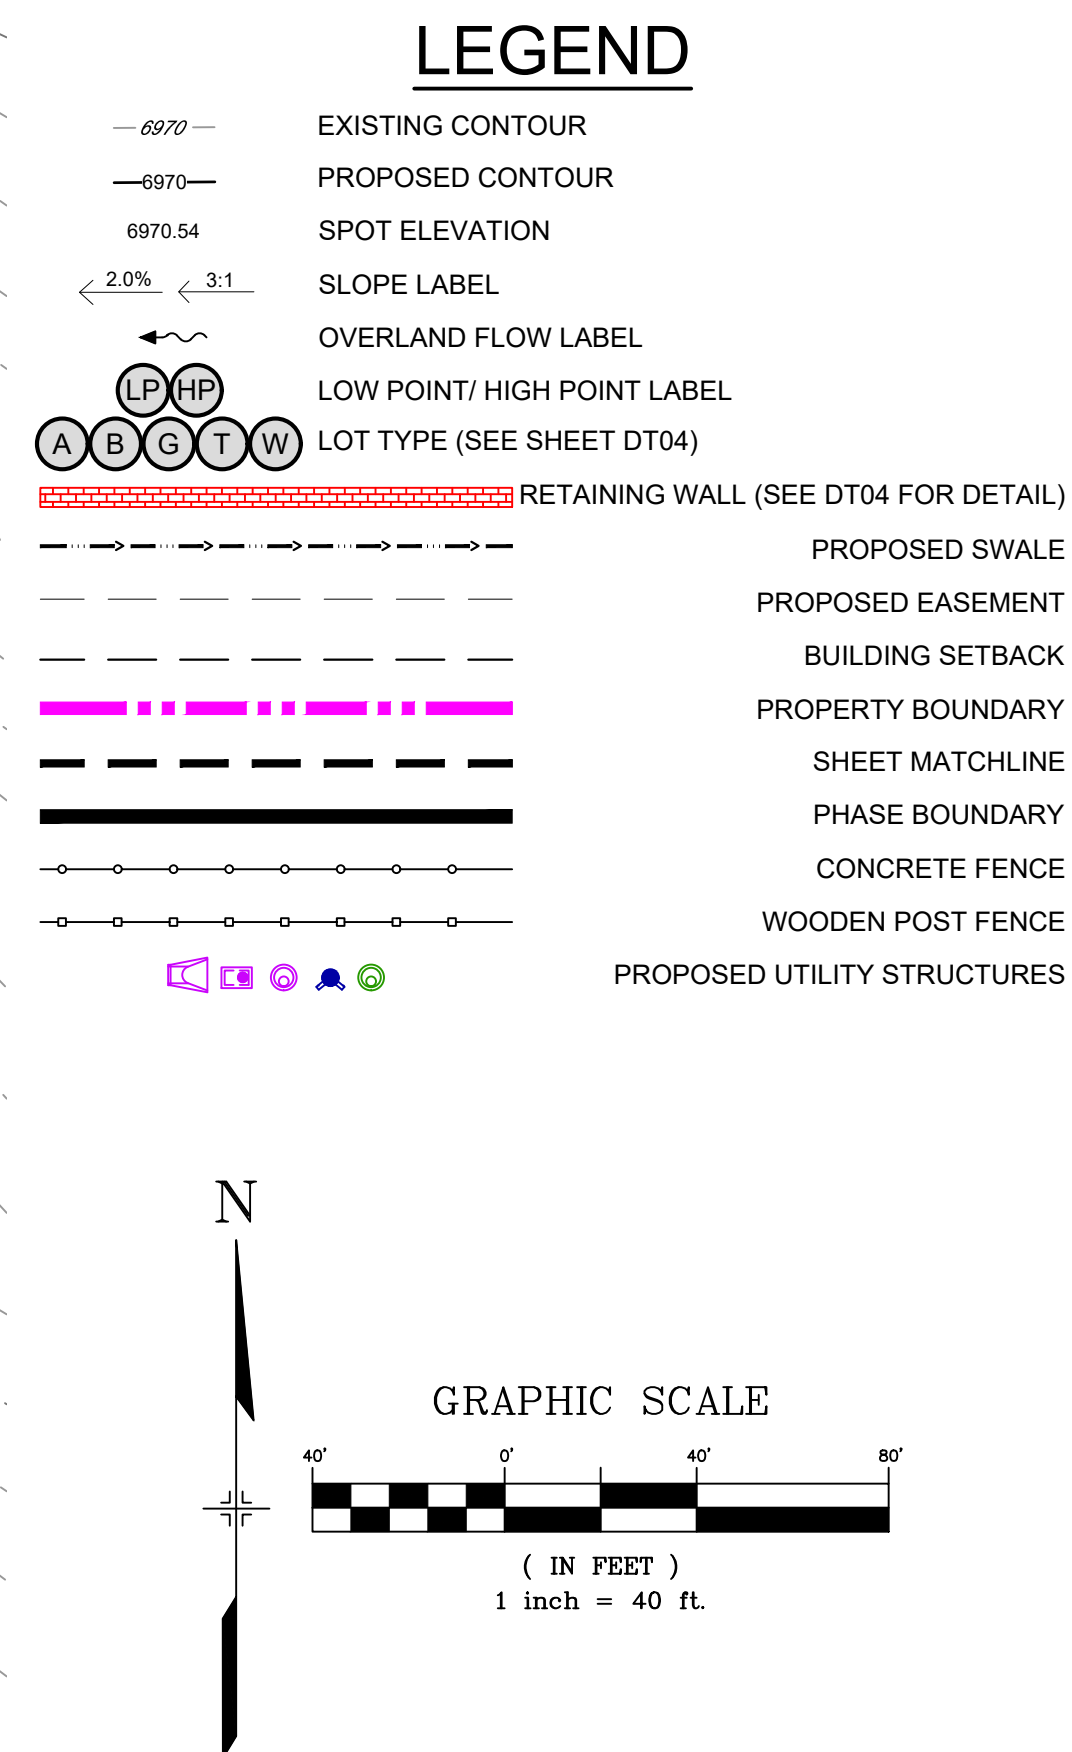 LEGEND
6970 EXISTING CONTOUR
6970 PROPOSED CONTOUR
6970.54 SPOT ELEVATION
2.0% 3:1 SLOPE LABEL
OVERLAND FLOW LABEL
LP HP LOW POINT/ HIGH POINT LABEL
A B G T W LOT TYPE (SEE SHEET DT04)
RETAINING WALL (SEE DT04 FOR DETAIL)
PROPOSED SWALE
PROPOSED EASEMENT
BUILDING SETBACK
PROPERTY BOUNDARY
SHEET MATCHLINE
PHASE BOUNDARY
CONCRETE FENCE
WOODEN POST FENCE
PROPOSED UTILITY STRUCTURES
N
GRAPHIC SCALE
40' 0' 40' 80'
( IN FEET )
1 inch = 40 ft.